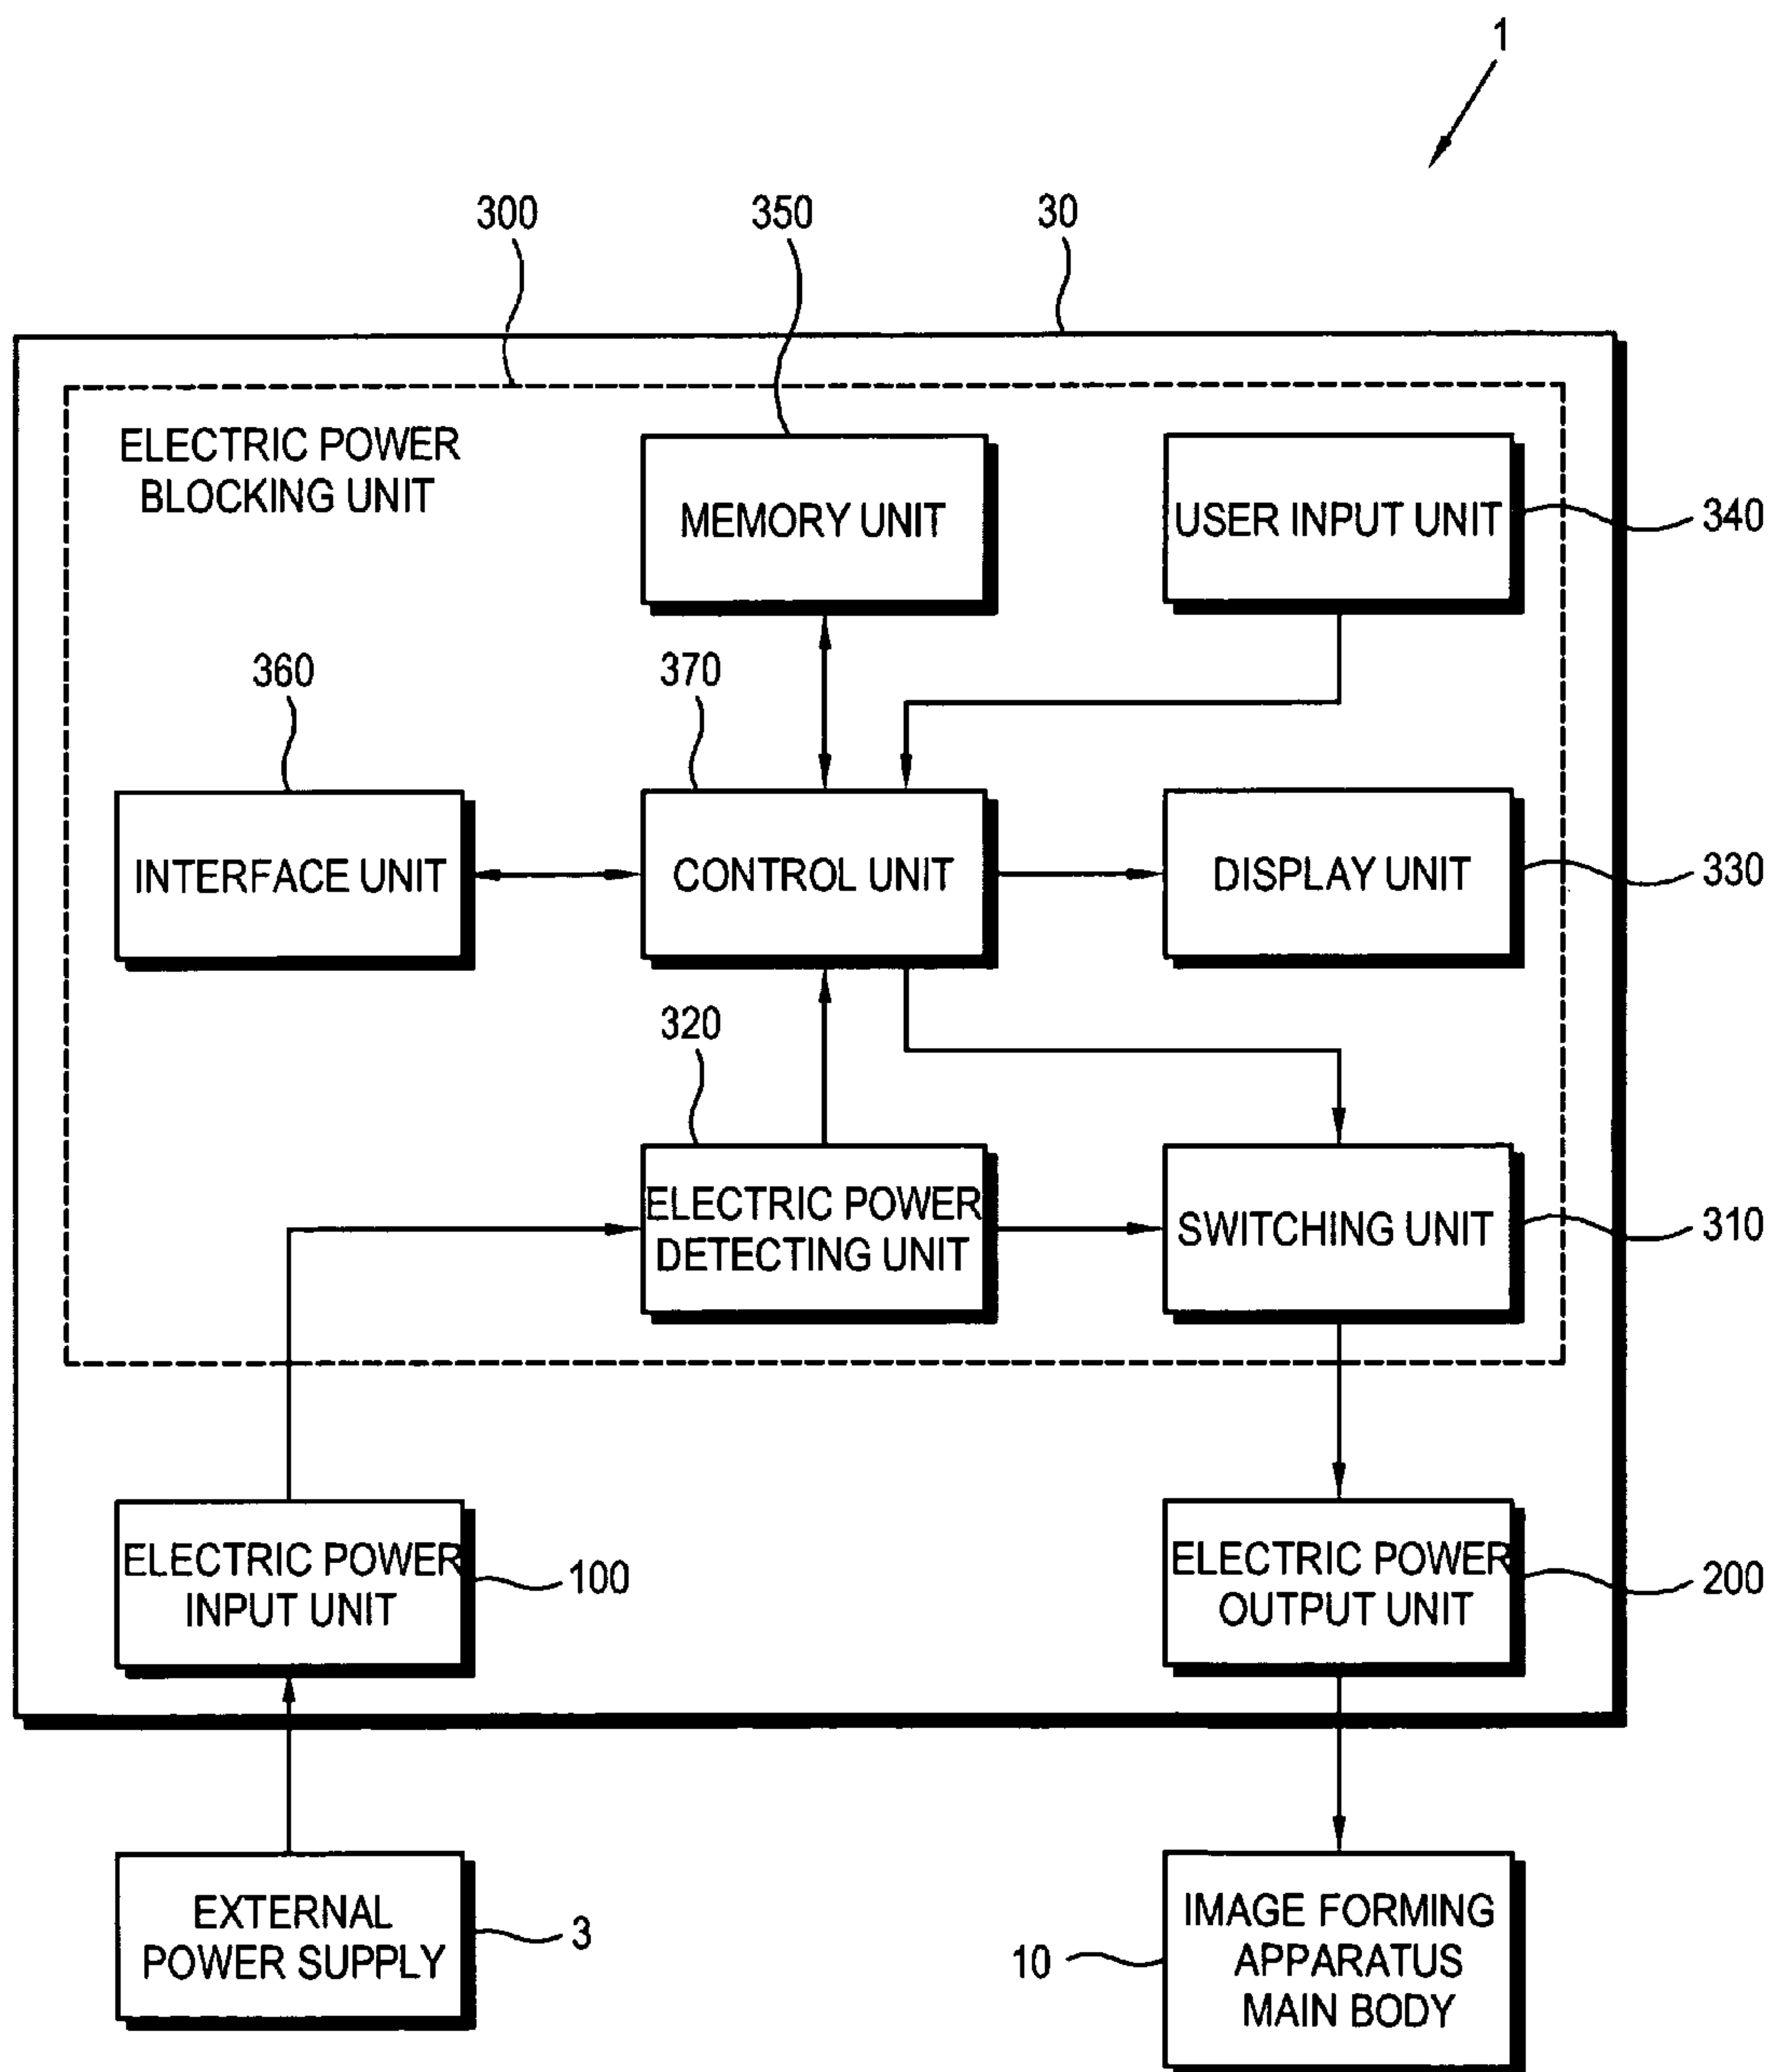 1
300
350
30
ELECTRIC POWER
BLOCKING UNIT
MEMORY UNIT
USER INPUT UNIT
340
360
370
INTERFACE UNIT
CONTROL UNIT
DISPLAY UNIT
330
320
ELECTRIC POWER
DETECTING UNIT
SWITCHING UNIT
310
ELECTRIC POWER
INPUT UNIT
100
ELECTRIC POWER
OUTPUT UNIT
200
EXTERNAL
POWER SUPPLY
3
10
IMAGE FORMING
APPARATUS
MAIN BODY